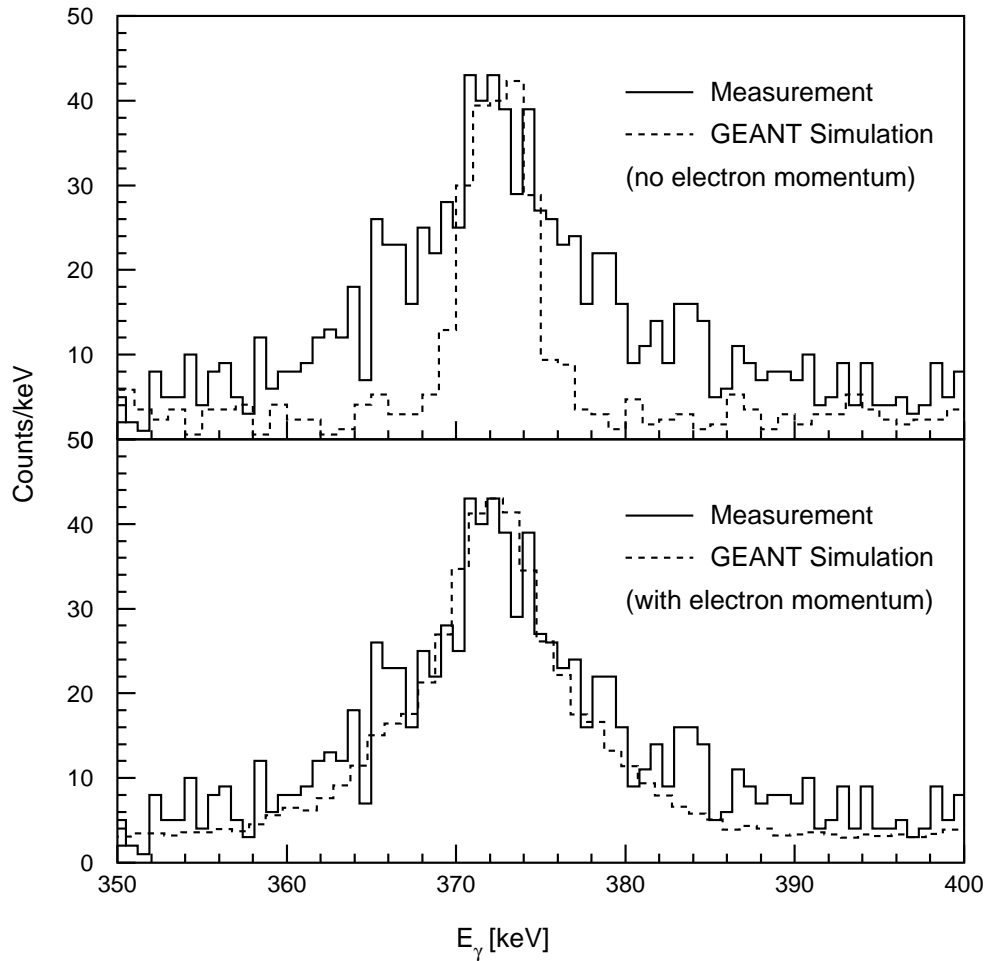 50
40
30
20
10
50
Measurement
GEANT Simulation
(no electron momentum)
Counts/keV
40
30
20
10
0
Measurement
GEANT Simulation
(with electron momentum)
350 360 370 380 390 400
Eγ [keV]